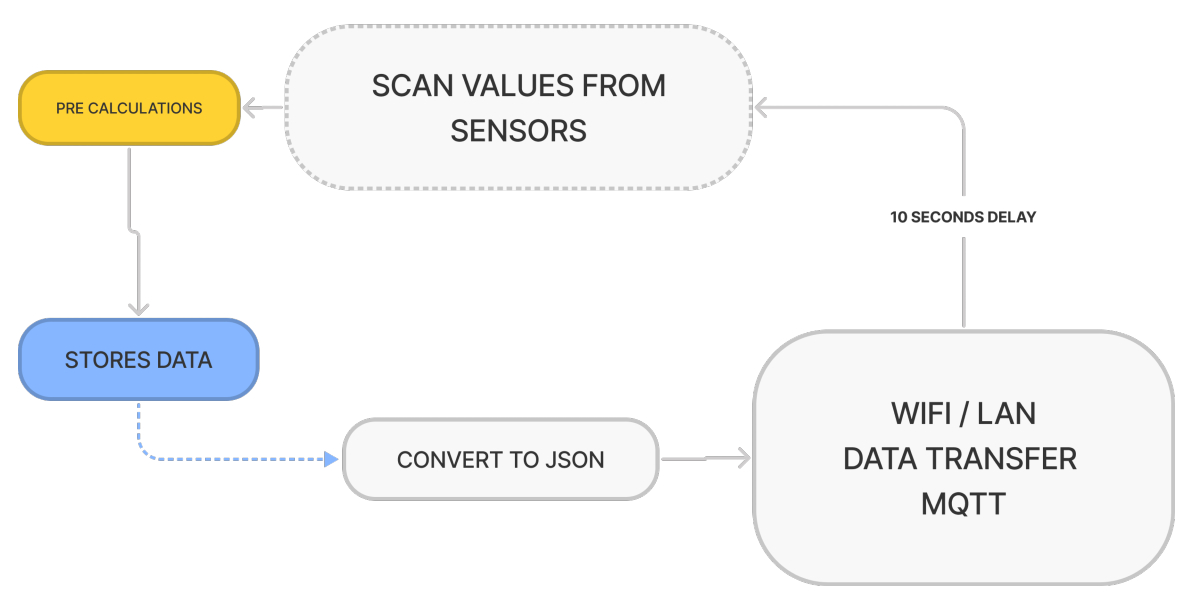 SCAN VALUES FROM
SENSORS
PRE CALCULATIONS
10 SECONDS DELAY
STORES DATA
CONVERT TO JSON
WIFI / LAN
DATA TRANSFER
MQTT